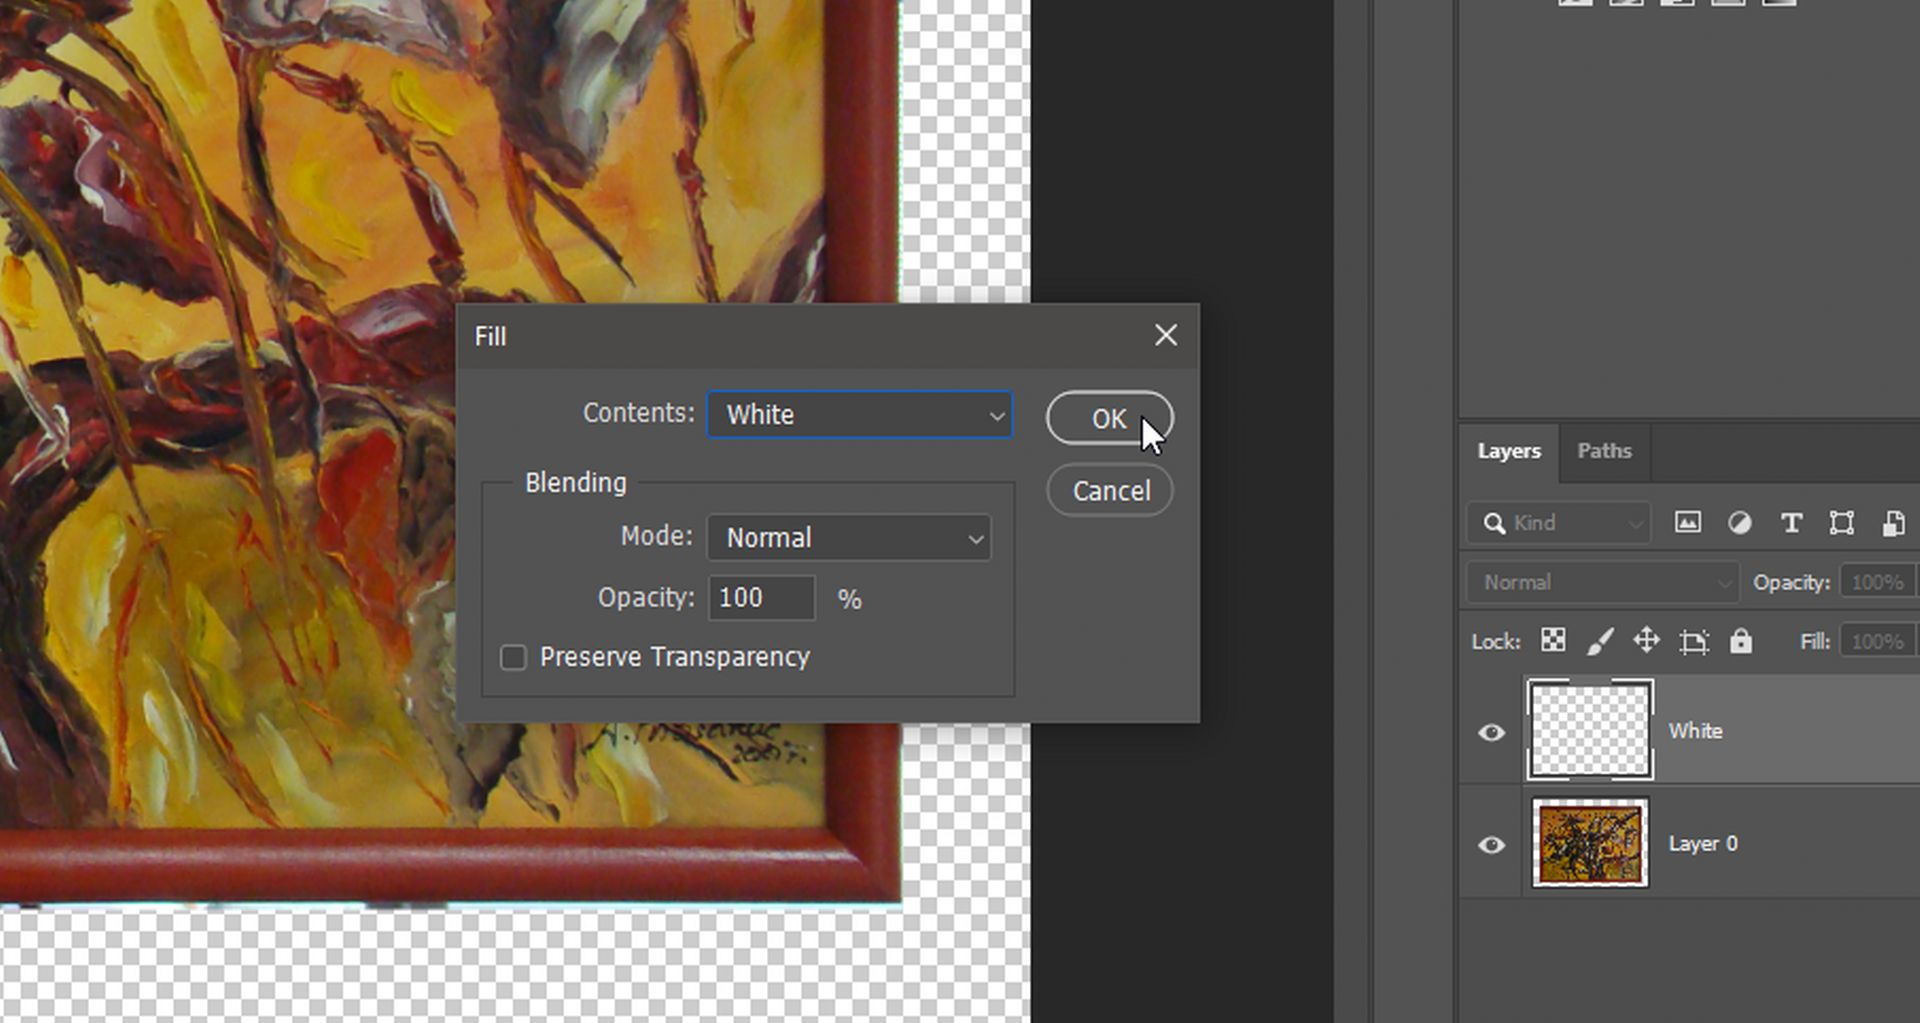 Fill
Contents: White
OK
Cancel
Blending
Mode: Normal
Opacity: 100 %
Preserve Transparency
2007г.
Layers Paths
Kind
Normal Opacity: 100%
Lock: Fill: 100%
White
Layer 0